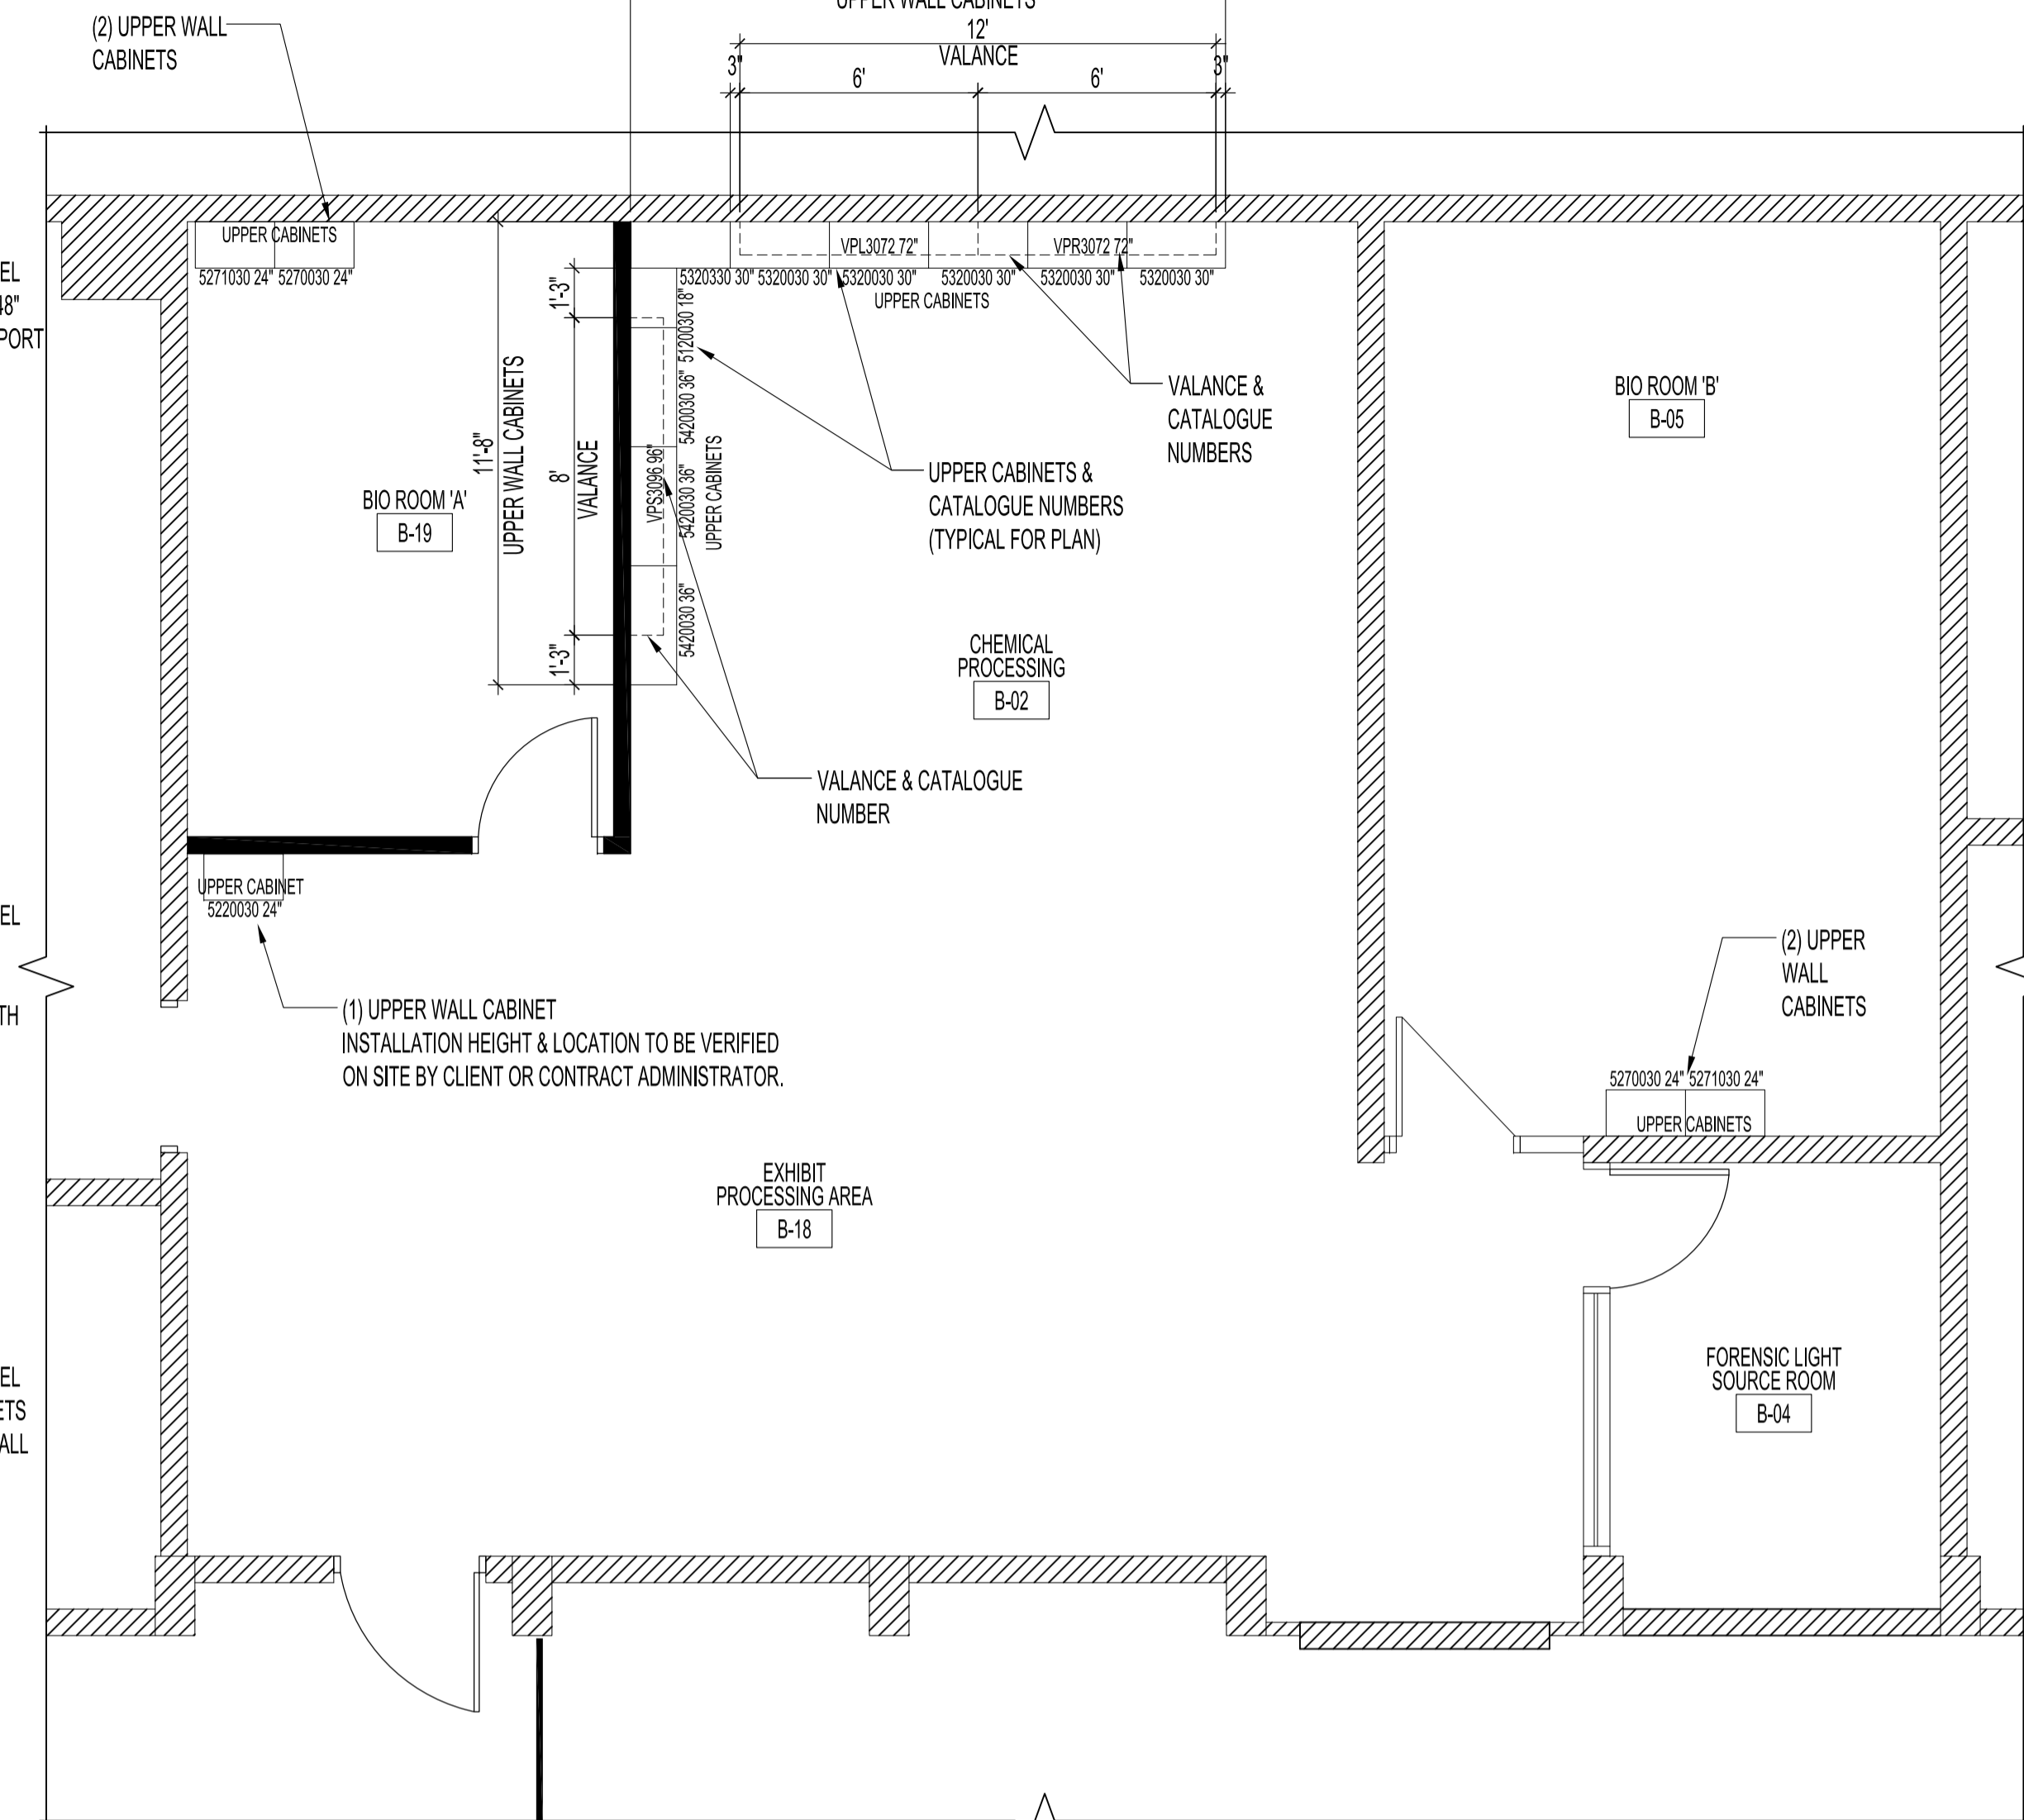 UPPER WALL CABINETS
(2) UPPER WALL
CABINETS
12'
VALANCE
3"
6'
6'
3"
UPPER CABINETS
5271030 24"
5270030 24"
VPL3072 72"
VPR3072 72"
5320330 30"
5320030 30"
5320030 30"
5320030 30"
5320030 30"
5320030 30"
UPPER CABINETS
EL
48"
PORT
1'-3"
5120030 18"
11'-8"
UPPER WALL CABINETS
8'
VALANCE
VPS3096 96"
5420030 36"
5420030 36"
5420030 36"
UPPER CABINETS
1'-3"
VALANCE &
CATALOGUE
NUMBERS
UPPER CABINETS &
CATALOGUE NUMBERS
(TYPICAL FOR PLAN)
BIO ROOM 'B'
B-05
BIO ROOM 'A'
B-19
CHEMICAL
PROCESSING
B-02
VALANCE & CATALOGUE
NUMBER
UPPER CABINET
5220030 24"
EL
TH
(1) UPPER WALL CABINET
INSTALLATION HEIGHT & LOCATION TO BE VERIFIED
ON SITE BY CLIENT OR CONTRACT ADMINISTRATOR.
(2) UPPER
WALL
CABINETS
5270030 24"
5271030 24"
UPPER CABINETS
EXHIBIT
PROCESSING AREA
B-18
FORENSIC LIGHT
SOURCE ROOM
B-04
EL
ETS
ALL